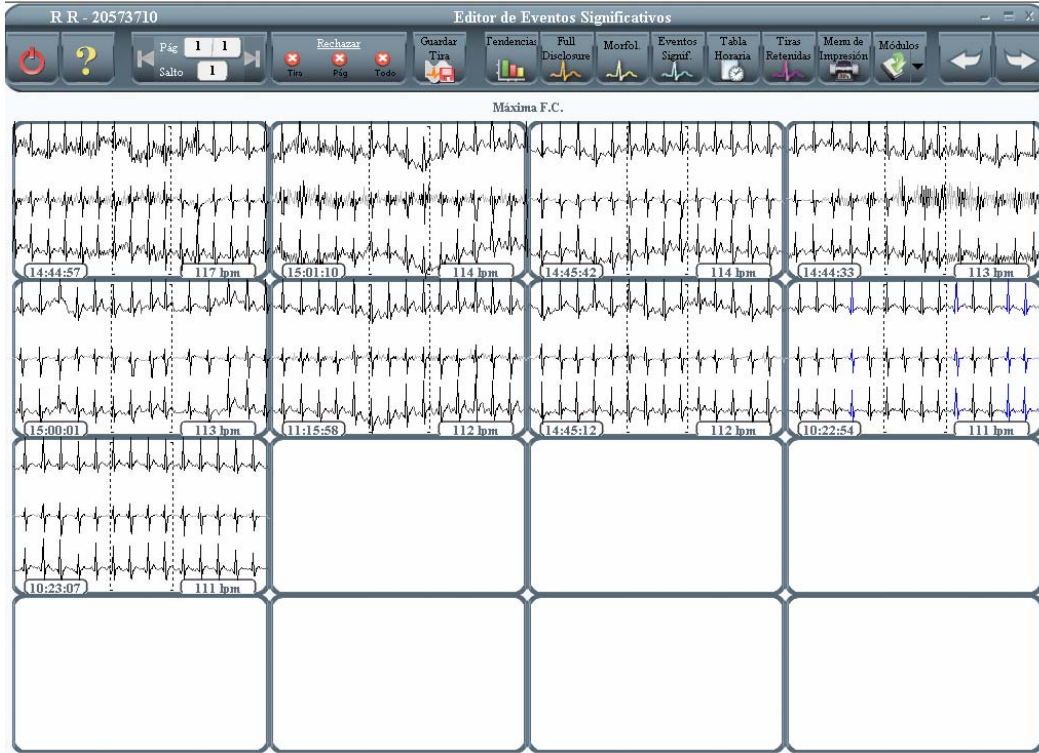 R R - 20573710
Editor de Eventos Significativos
Pág 1 1
Salto 1
Rechazar
Tira Pág Todo
Guardar
Tira
Tendencias
Full
Disclosure
Morfol.
Eventos
Signif.
Tabla
Horaria
Tiras
Retenidas
Menu de
Impresión
Módulos
Máxima F.C.
14:44:57 117 lpm
15:01:10 114 lpm
14:45:42 114 lpm
14:44:33 113 lpm
15:00:01 113 lpm
11:15:58 112 lpm
14:45:12 112 lpm
10:22:54 111 lpm
10:23:07 111 lpm